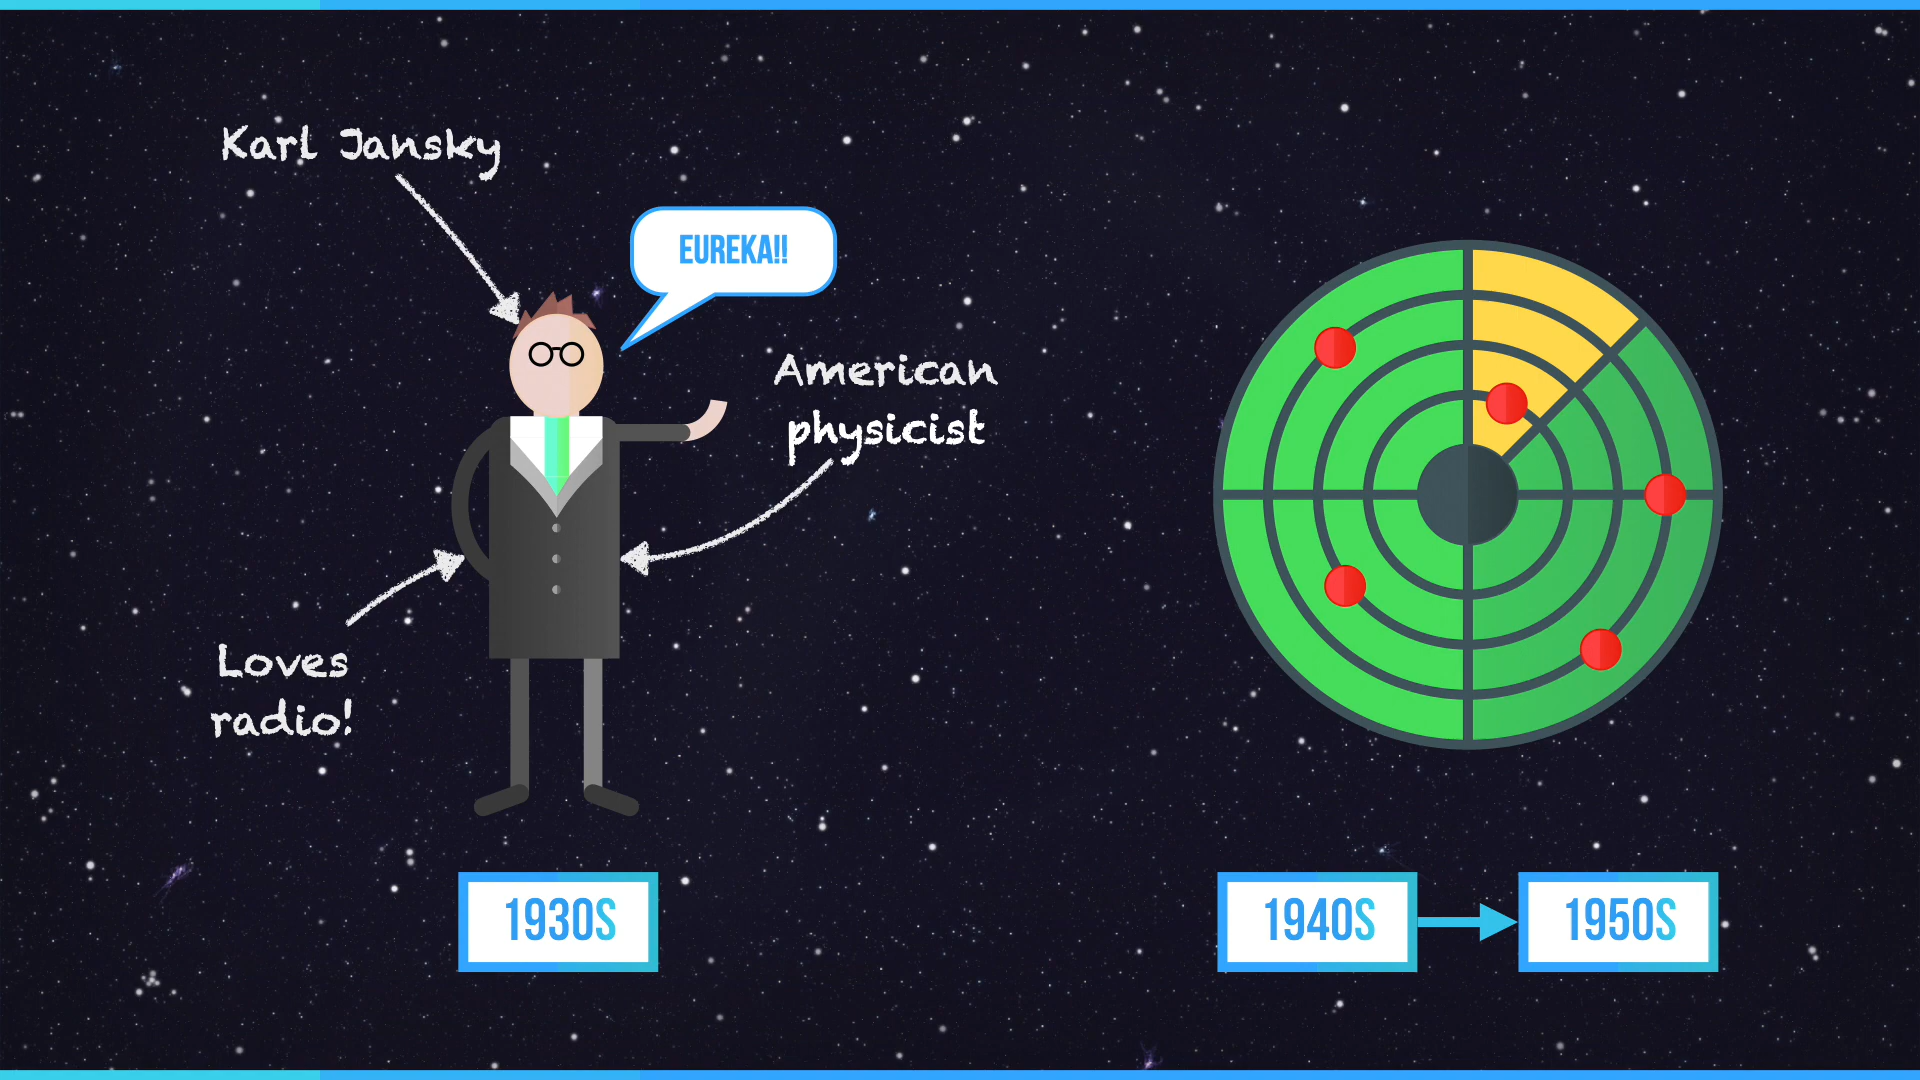 Karl Jansky
EUREKA!!
American
physicist
Loves
radio!
1930S
1940S
1950S